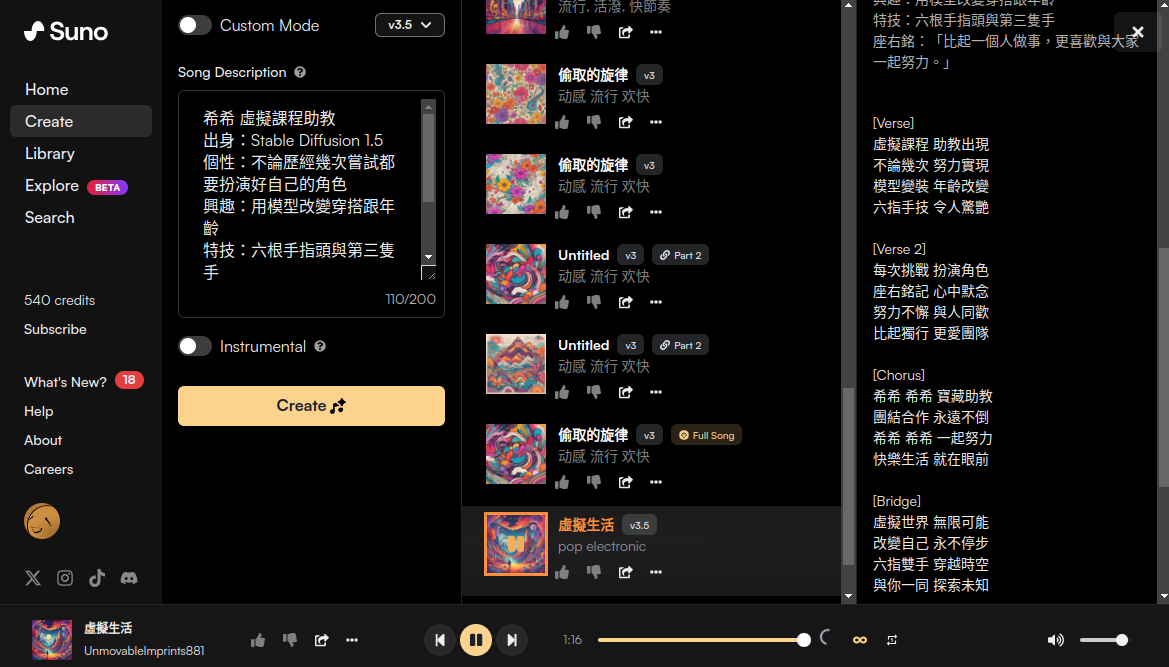 Suno
Home
Create
Library
Explore BETA
Search
540 credits
Subscribe
What's New? 18
Help
About
Careers
Custom Mode
v3.5
Song Description
希希 虛擬課程助教
出身：Stable Diffusion 1.5
個性：不論歷經幾次嘗試都
要扮演好自己的角色
興趣：用模型改變穿搭跟年
齡
特技：六根手指頭與第三隻
手
110/200
Instrumental
Create
流行, 活潑, 快節奏
偷取的旋律 v3
动感 流行 欢快
偷取的旋律 v3
动感 流行 欢快
Untitled v3 Part 2
动感 流行 欢快
Untitled v3 Part 2
动感 流行 欢快
偷取的旋律 v3 Full Song
动感 流行 欢快
虛擬生活 v3.5
pop electronic
興趣：用模型改變穿搭跟年齡
特技：六根手指頭與第三隻手
座右銘：「比起一個人做事，更喜歡與大家
一起努力。」
[Verse]
虛擬課程 助教出現
不論幾次 努力實現
模型變裝 年齡改變
六指手技 令人驚艷
[Verse 2]
每次挑戰 扮演角色
座右銘記 心中默念
努力不懈 與人同歡
比起獨行 更愛團隊
[Chorus]
希希 希希 寶藏助教
團結合作 永遠不倒
希希 希希 一起努力
快樂生活 就在眼前
[Bridge]
虛擬世界 無限可能
改變自己 永不停步
六指雙手 穿越時空
與你一同 探索未知
虛擬生活
UnmovableImprints881
1:16